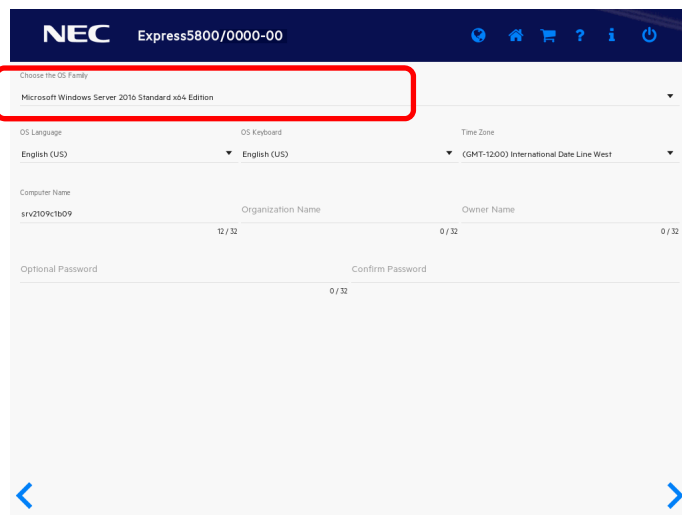 NEC Express5800/0000-00 ?
Choose the OS Family
Microsoft Windows Server 2016 Standard x64 Edition
OS Language OS Keyboard Time Zone
English (US) English (US) (GMT-12:00) International Date Line West
Computer Name
srv2109c1b09 Organization Name Owner Name
12 / 32 0 / 32 0 / 32
Optional Password Confirm Password
0 / 32